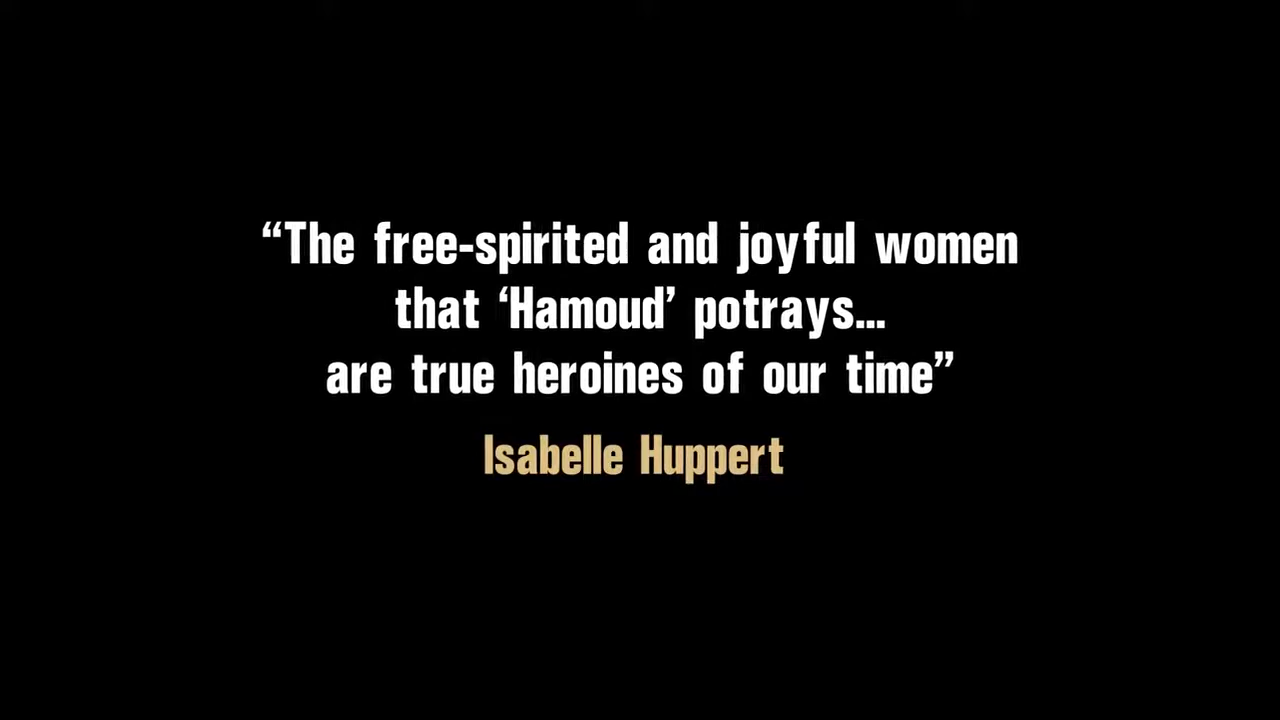 “The free-spirited and joyful women
that ‘Hamoud’ potrays...
are true heroines of our time”
Isabelle Huppert